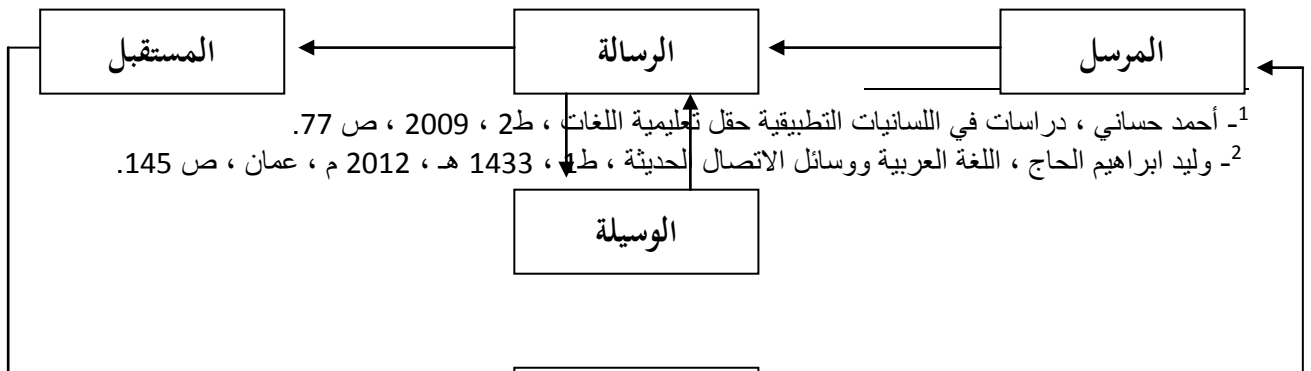 المرسل
الرسالة
المستقبل
1- أحمد حساني ، دراسات في اللسانيات التطبيقية حقل تعليمية اللغات ، ط2 ، 2009 ، ص 77.
2- وليد ابراهيم الحاج ، اللغة العربية ووسائل الاتصال الحديثة ، ط1 ، 1433 هـ ، 2012 م ، عمان ، ص 145.
الوسيلة